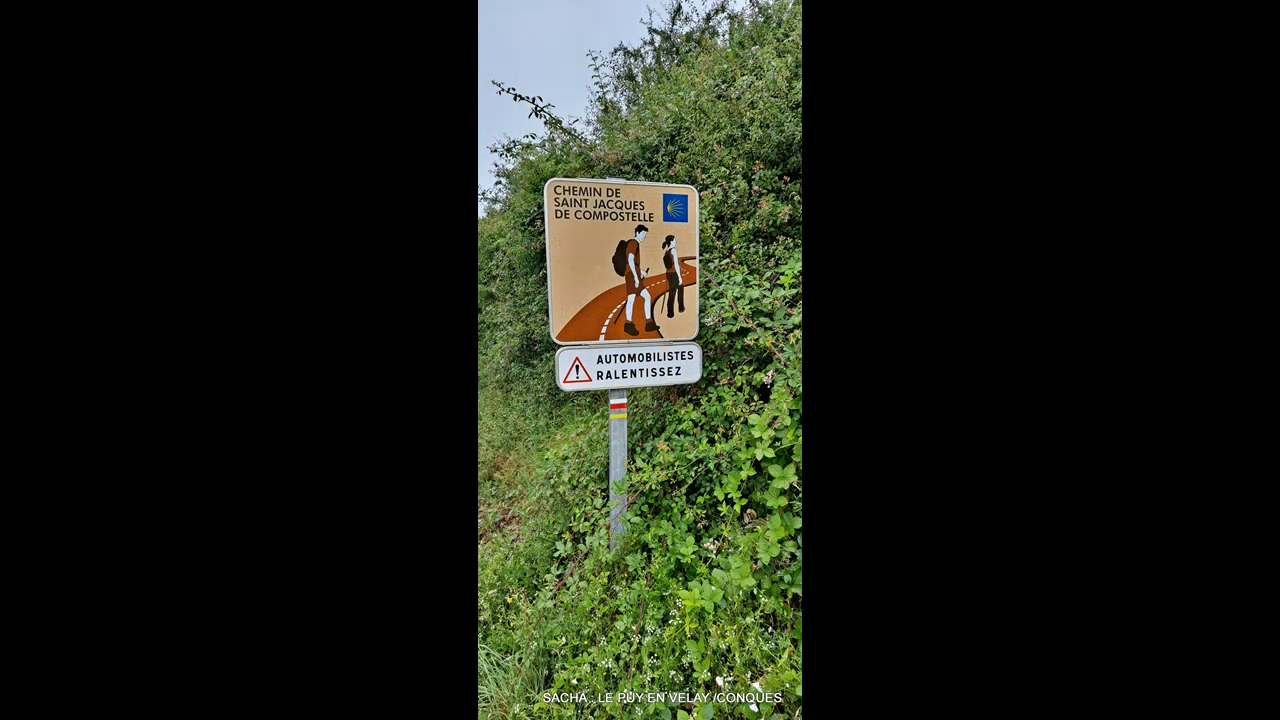 CHEMIN DE
SAINT JACQUES
DE COMPOSTELLE
AUTOMOBILISTES
RALENTISSEZ
SACHA : LE PUY EN VELAY /CONQUES